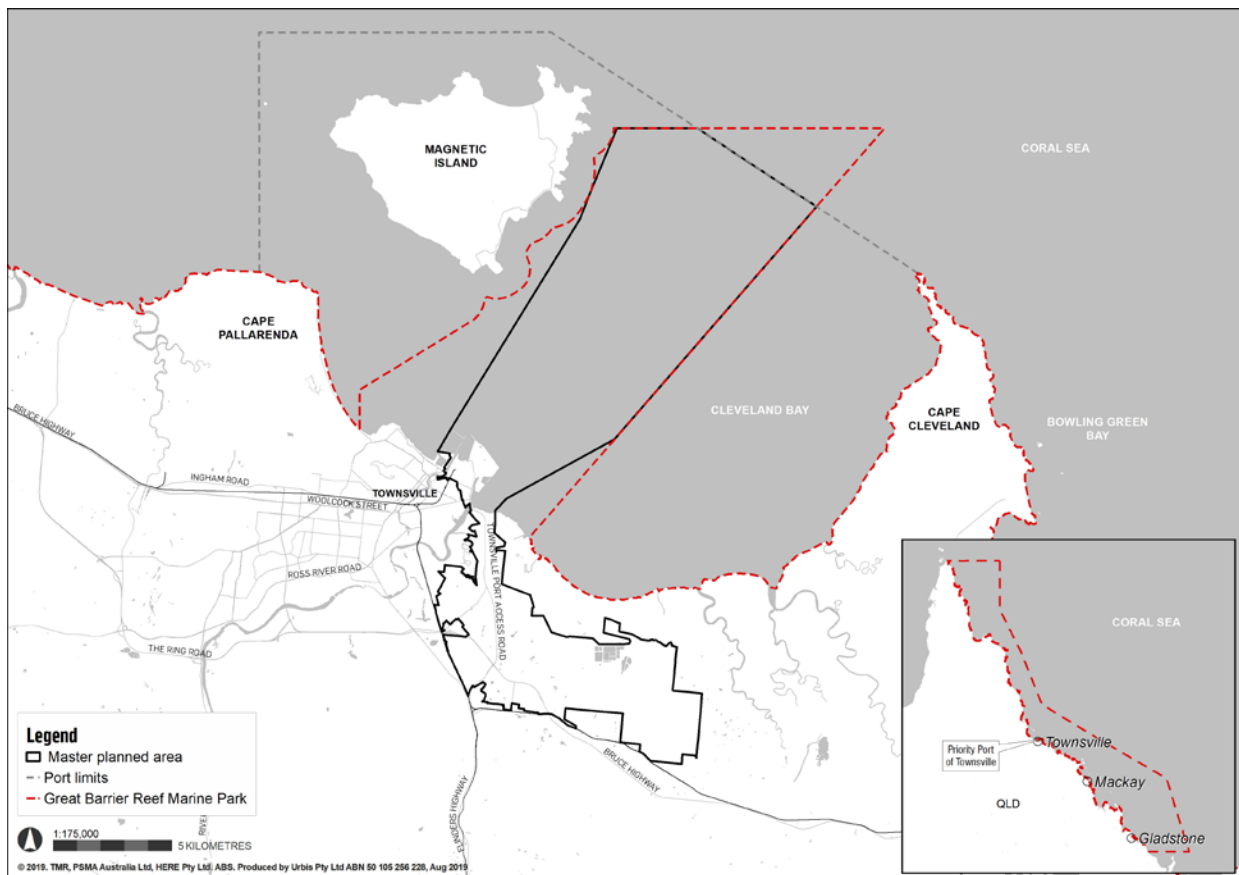 MAGNETIC
ISLAND
CORAL SEA
CAPE
PALLARENDA
CLEVELAND BAY
CAPE
CLEVELAND
BOWLING GREEN
BAY
BRUCE HIGHWAY
INGHAM ROAD
TOWNSVILLE
WOOLCOCK STREET
TOWNSVILLE PORT ACCESS ROAD
ROSS RIVER ROAD
THE RING ROAD
BRUCE HIGHWAY
FLINDERS HIGHWAY
Legend
Master planned area
Port limits
Great Barrier Reef Marine Park
1:175,000
5 KILOMETRES
© 2019. TMR, PSMA Australia Ltd, HERE Pty Ltd. ABS. Produced by Urbis Pty Ltd ABN 50 105 256 228, Aug 2019
CORAL SEA
Priority Port
of Townsville
Townsville
Mackay
QLD
Gladstone